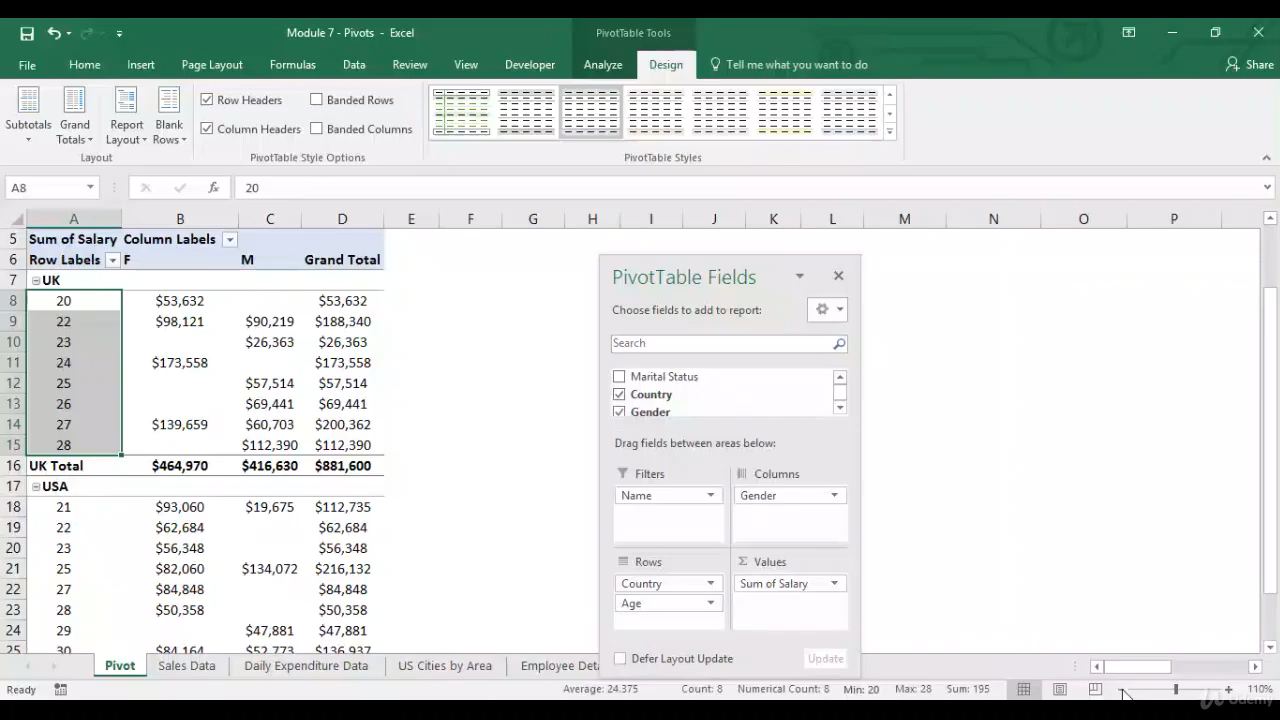 Module 7 - Pivots - Excel
PivotTable Tools
File Home Insert Page Layout Formulas Data Review View Developer Analyze Design Tell me what you want to do Share
Subtotals
Grand Totals
Report Layout
Blank Rows
Row Headers Banded Rows
Column Headers Banded Columns
Layout PivotTable Style Options PivotTable Styles
A8 fx 20
A B C D E F G H I J K L M N O P
5 Sum of Salary Column Labels
6 Row Labels F M Grand Total
7 UK
8 20 $53,632 $53,632
9 22 $98,121 $90,219 $188,340
10 23 $26,363 $26,363
11 24 $173,558 $173,558
12 25 $57,514 $57,514
13 26 $69,441 $69,441
14 27 $139,659 $60,703 $200,362
15 28 $112,390 $112,390
16 UK Total $464,970 $416,630 $881,600
17 USA
18 21 $93,060 $19,675 $112,735
19 22 $62,684 $62,684
20 23 $56,348 $56,348
21 25 $82,060 $134,072 $216,132
22 27 $84,848 $84,848
23 28 $50,358 $50,358
24 29 $47,881 $47,881
25 30 $84,164 $52,773 $136,937
PivotTable Fields
Choose fields to add to report:
Search
Marital Status
Country
Gender
Drag fields between areas below:
Filters Columns
Name Gender
Rows Σ Values
Country Sum of Salary
Age
Defer Layout Update Update
Pivot Sales Data Daily Expenditure Data US Cities by Area Employee Deta
Ready Average: 24.375 Count: 8 Numerical Count: 8 Min: 20 Max: 28 Sum: 195 110%
Udemy